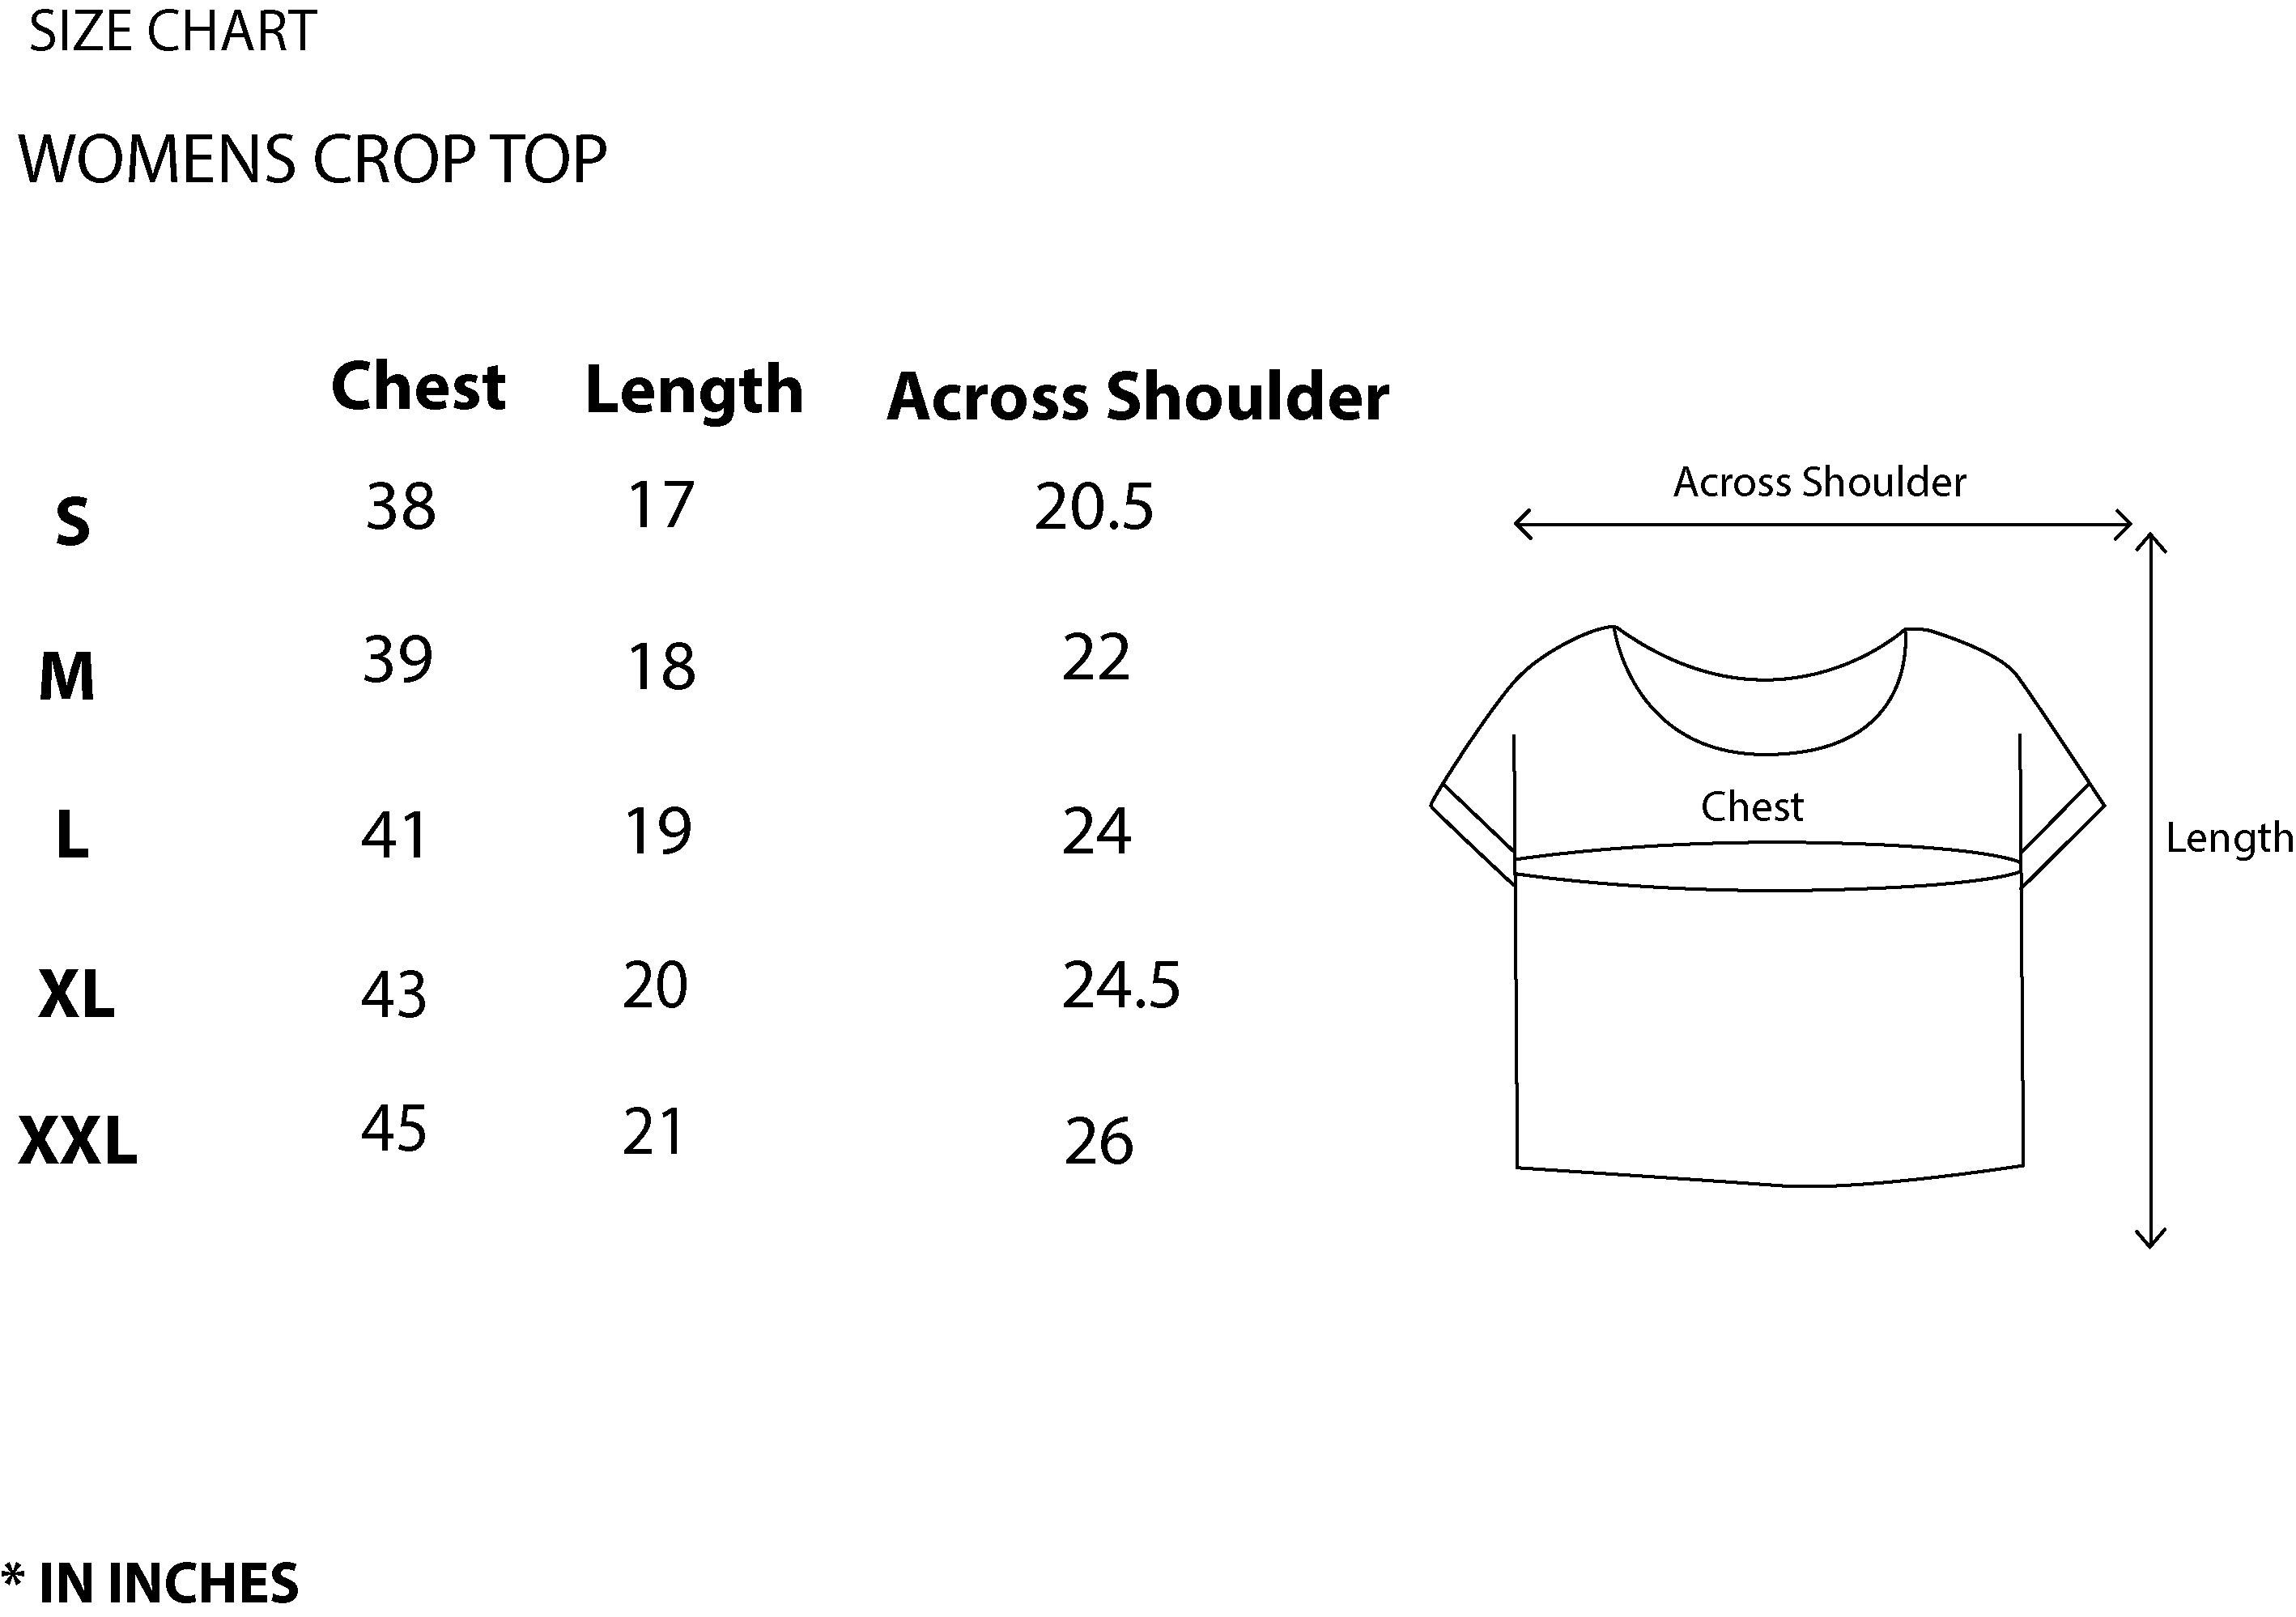 SIZE CHART
WOMENS CROP TOP
Chest Length Across Shoulder
S 38 17 20.5
M 39 18 22
L 41 19 24
XL 43 20 24.5
XXL 45 21 26
Across Shoulder
Chest
Length
* IN INCHES